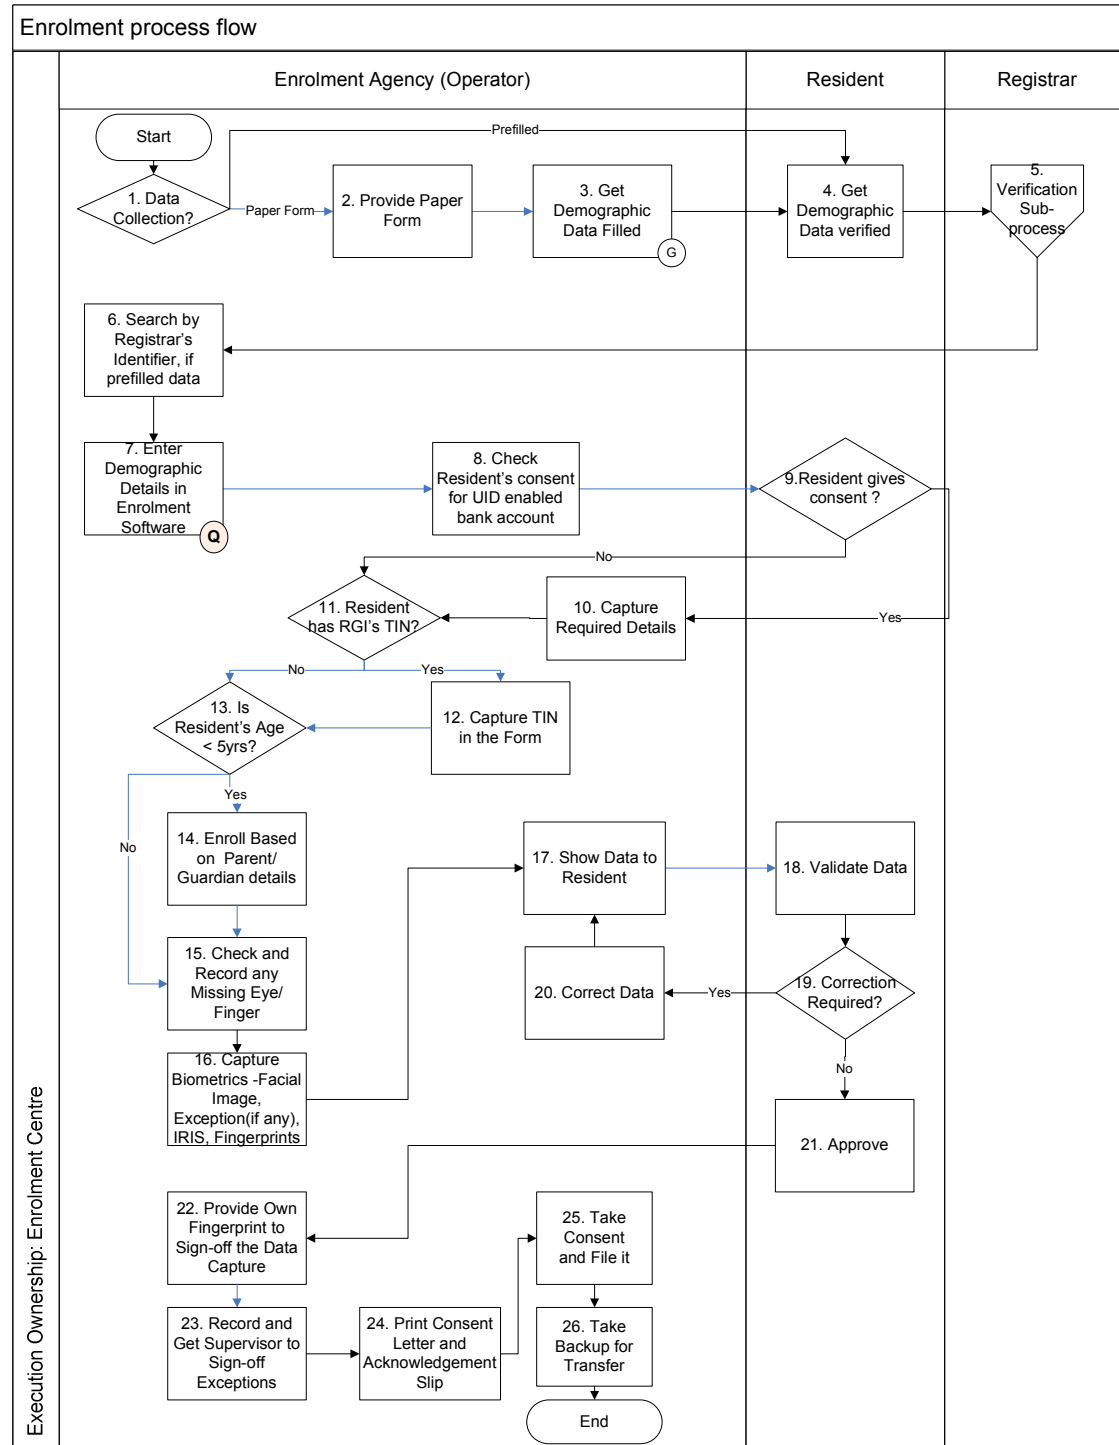 Enrolment process flow
Enrolment Agency (Operator)
Resident
Registrar
Start
Prefilled
1. Data
Collection?
Paper Form
2. Provide Paper
Form
3. Get
Demographic
Data Filled
G
4. Get
Demographic
Data verified
5.
Verification
Sub-
process
6. Search by
Registrar's
Identifier, if
prefilled data
7. Enter
Demographic
Details in
Enrolment
Software
Q
8. Check
Resident's consent
for UID enabled
bank account
9.Resident gives
consent ?
No
Yes
10. Capture
Required Details
11. Resident
has RGI's TIN?
No
Yes
12. Capture TIN
in the Form
13. Is
Resident's Age
< 5yrs?
Yes
No
14. Enroll Based
on Parent/
Guardian details
15. Check and
Record any
Missing Eye/
Finger
16. Capture
Biometrics -Facial
Image,
Exception(if any),
IRIS, Fingerprints
17. Show Data to
Resident
18. Validate Data
19. Correction
Required?
Yes
20. Correct Data
No
21. Approve
22. Provide Own
Fingerprint to
Sign-off the Data
Capture
23. Record and
Get Supervisor to
Sign-off
Exceptions
24. Print Consent
Letter and
Acknowledgement
Slip
25. Take
Consent
and File it
26. Take
Backup for
Transfer
End
Execution Ownership: Enrolment Centre